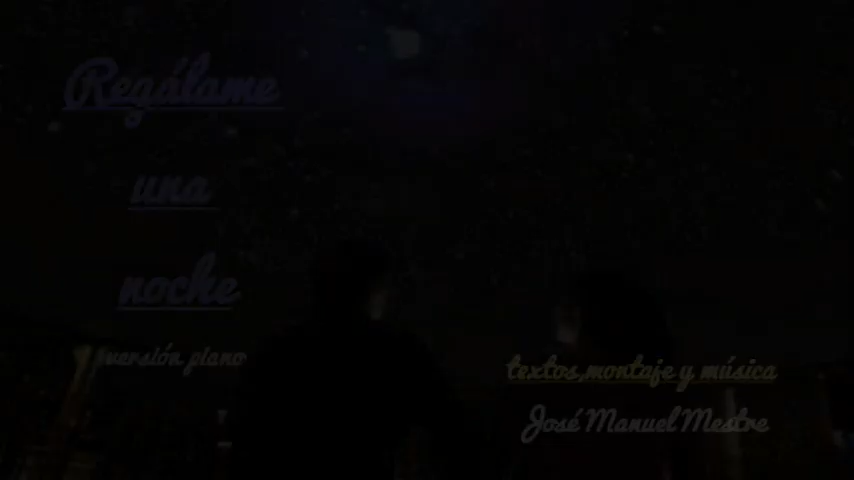 Regálame
una
noche
versión piano
textos,montaje y música
José Manuel Mestre